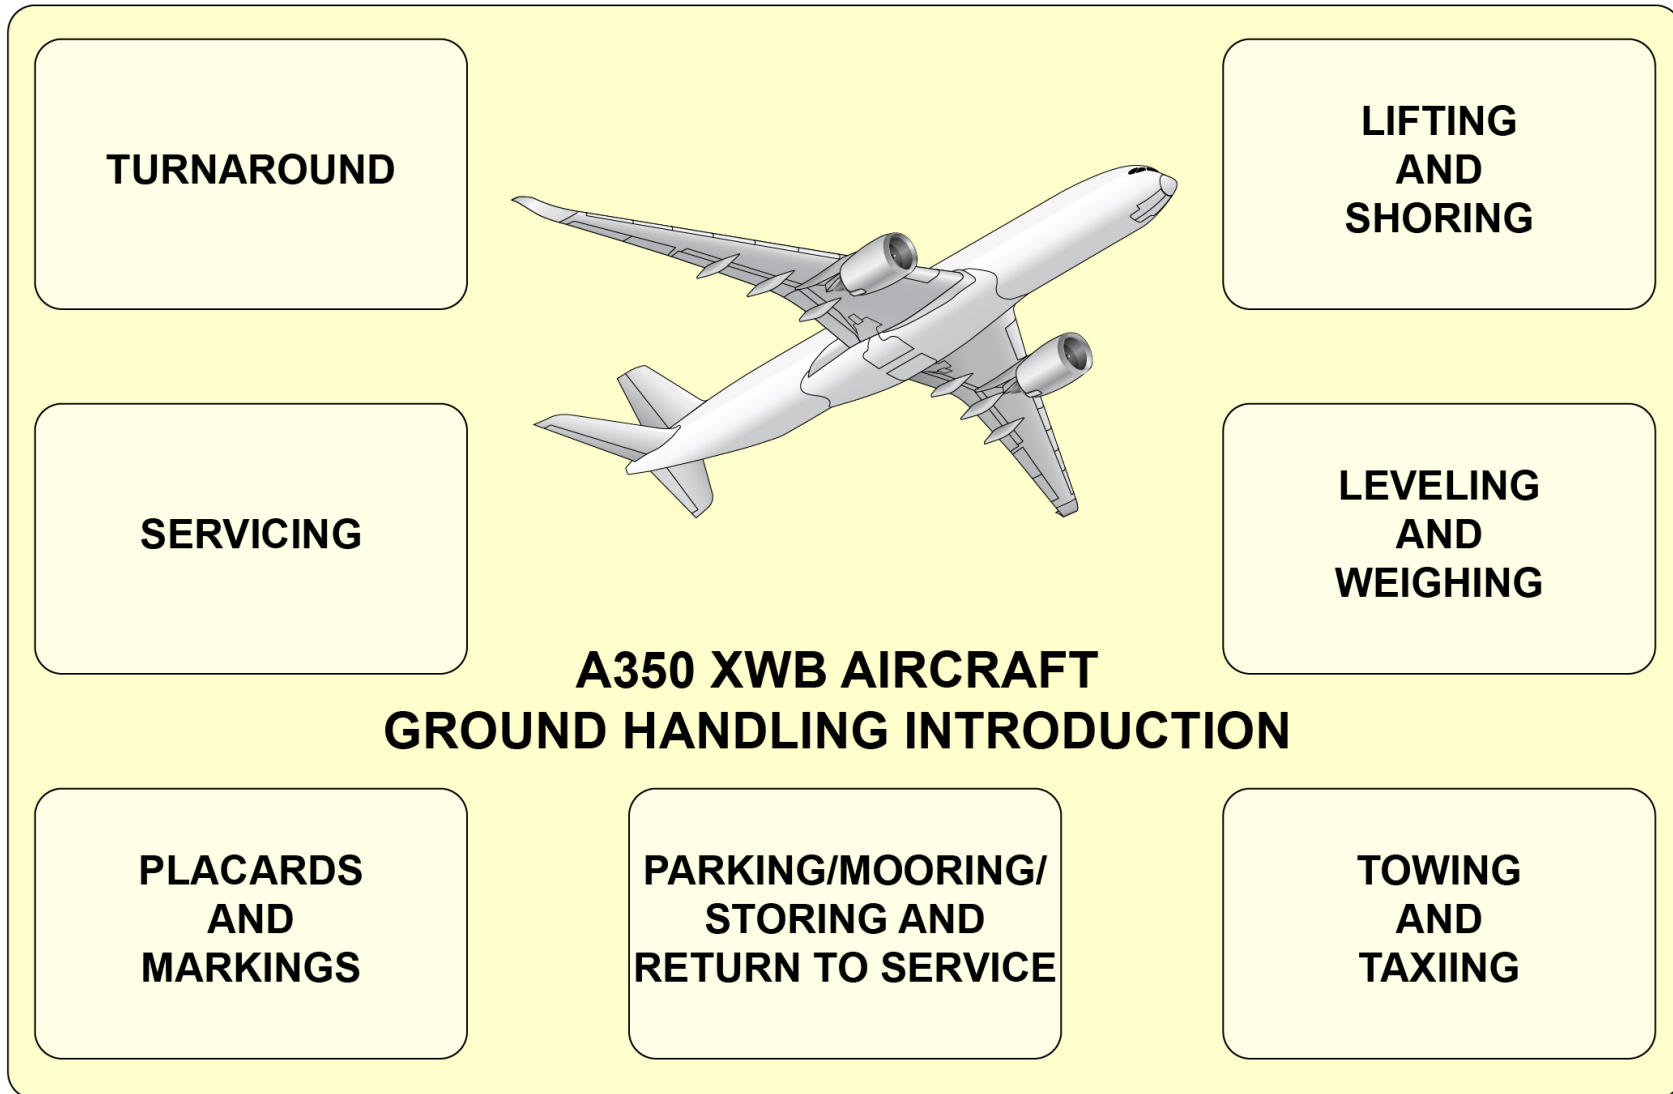 TURNAROUND
LIFTING
AND
SHORING
SERVICING
LEVELING
AND
WEIGHING
A350 XWB AIRCRAFT
GROUND HANDLING INTRODUCTION
PLACARDS
AND
MARKINGS
PARKING/MOORING/
STORING AND
RETURN TO SERVICE
TOWING
AND
TAXIING